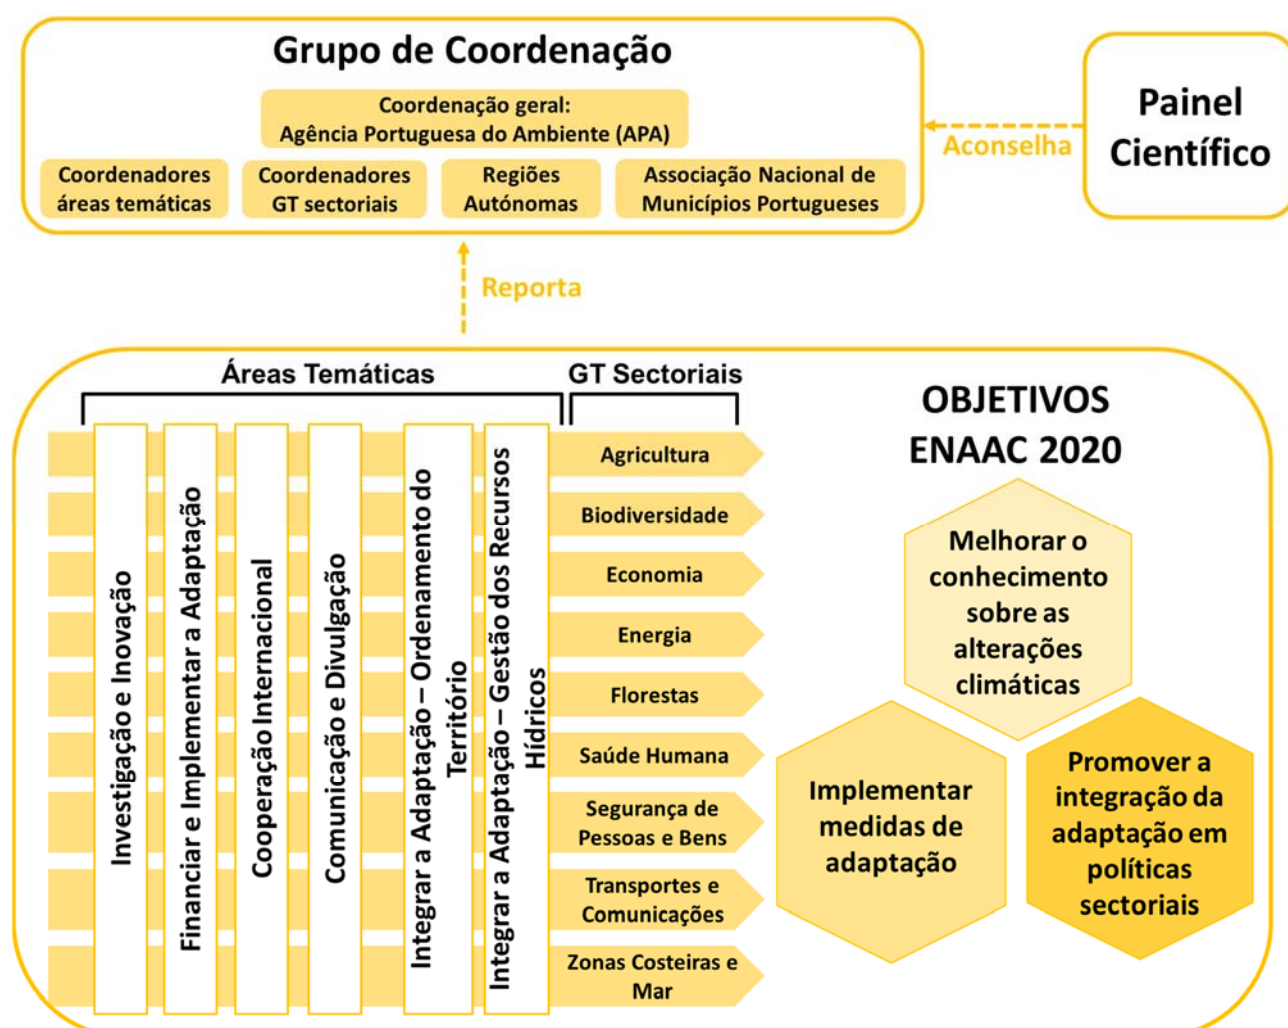 Grupo de Coordenação
Coordenação geral:
Agência Portuguesa do Ambiente (APA)
Coordenadores
áreas temáticas
Coordenadores
GT sectoriais
Regiões
Autónomas
Associação Nacional de
Municípios Portugueses
Painel
Científico
Aconselha
Reporta
Áreas Temáticas
GT Sectoriais
Investigação e Inovação
Financiar e Implementar a Adaptação
Cooperação Internacional
Comunicação e Divulgação
Integrar a Adaptação – Ordenamento do
Território
Integrar a Adaptação – Gestão dos Recursos
Hídricos
Agricultura
Biodiversidade
Economia
Energia
Florestas
Saúde Humana
Segurança de
Pessoas e Bens
Transportes e
Comunicações
Zonas Costeiras e
Mar
OBJETIVOS
ENAAC 2020
Melhorar o
conhecimento
sobre as
alterações
climáticas
Implementar
medidas de
adaptação
Promover a
integração da
adaptação em
políticas
sectoriais